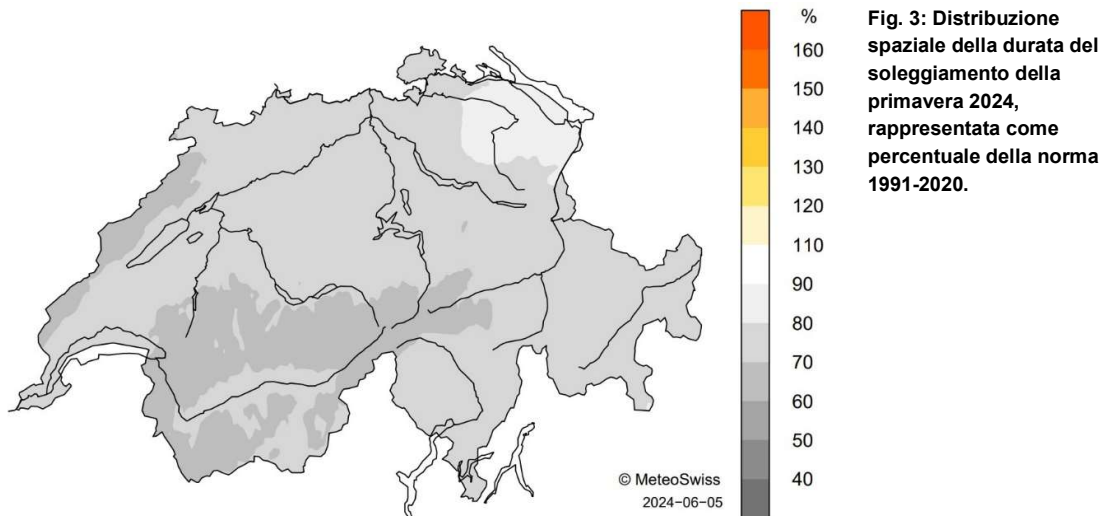 %
160
150
140
130
120
110
90
80
70
60
50
40
© MeteoSwiss
2024-06-05
Fig. 3: Distribuzione
spaziale della durata del
soleggiamento della
primavera 2024,
rappresentata come
percentuale della norma
1991-2020.